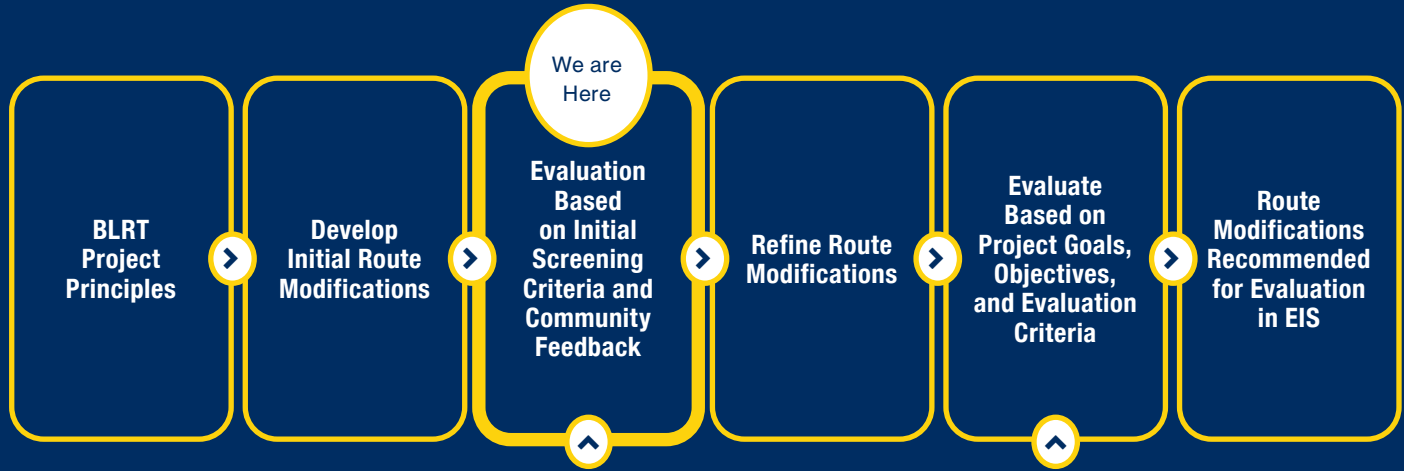 We are
Here
BLRT
Project
Principles
Develop
Initial Route
Modifications
Evaluation
Based
on Initial
Screening
Criteria and
Community
Feedback
Refine Route
Modifications
Evaluate
Based on
Project Goals,
Objectives,
and Evaluation
Criteria
Route
Modifications
Recommended
for Evaluation
in EIS